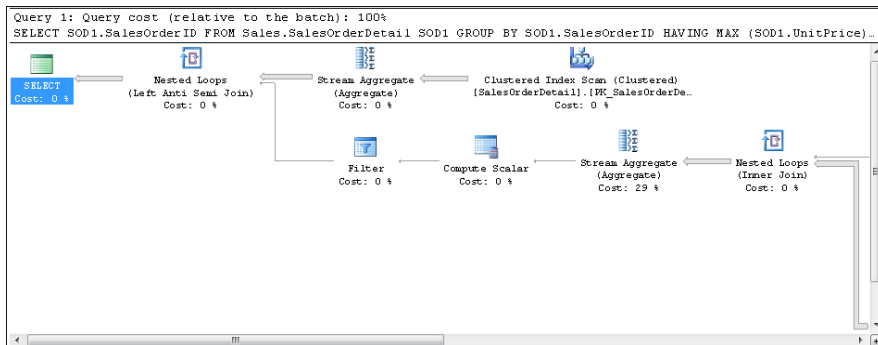 Query 1: Query cost (relative to the batch): 100%
SELECT SOD1.SalesOrderID FROM Sales.SalesOrderDetail SOD1 GROUP BY SOD1.SalesOrderID HAVING MAX (SOD1.UnitPrice)…
SELECT
Cost: 0 %
Nested Loops
(Left Anti Semi Join)
Cost: 0 %
Stream Aggregate
(Aggregate)
Cost: 0 %
Clustered Index Scan (Clustered)
[SalesOrderDetail].[PK_SalesOrderDe…
Cost: 0 %
Filter
Cost: 0 %
Compute Scalar
Cost: 0 %
Stream Aggregate
(Aggregate)
Cost: 29 %
Nested Loops
(Inner Join)
Cost: 0 %